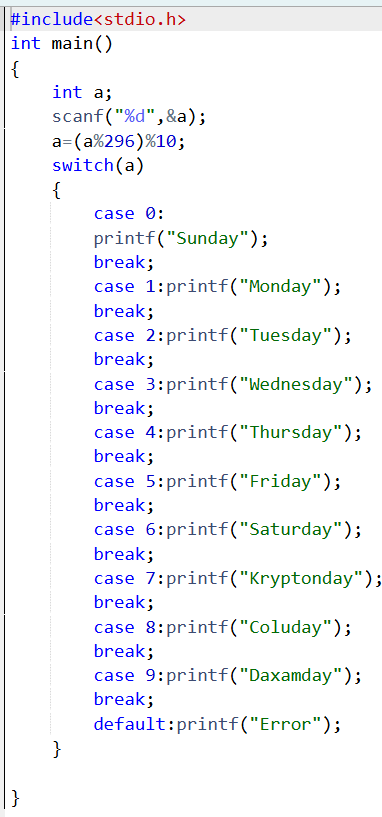 #include<stdio.h>
int main()
{
    int a;
    scanf("%d",&a);
    a=(a%296)%10;
    switch(a)
    {
        case 0:
        printf("Sunday");
        break;
        case 1:printf("Monday");
        break;
        case 2:printf("Tuesday");
        break;
        case 3:printf("Wednesday");
        break;
        case 4:printf("Thursday");
        break;
        case 5:printf("Friday");
        break;
        case 6:printf("Saturday");
        break;
        case 7:printf("Kryptonday");
        break;
        case 8:printf("Coluday");
        break;
        case 9:printf("Daxamday");
        break;
        default:printf("Error");
    }
}